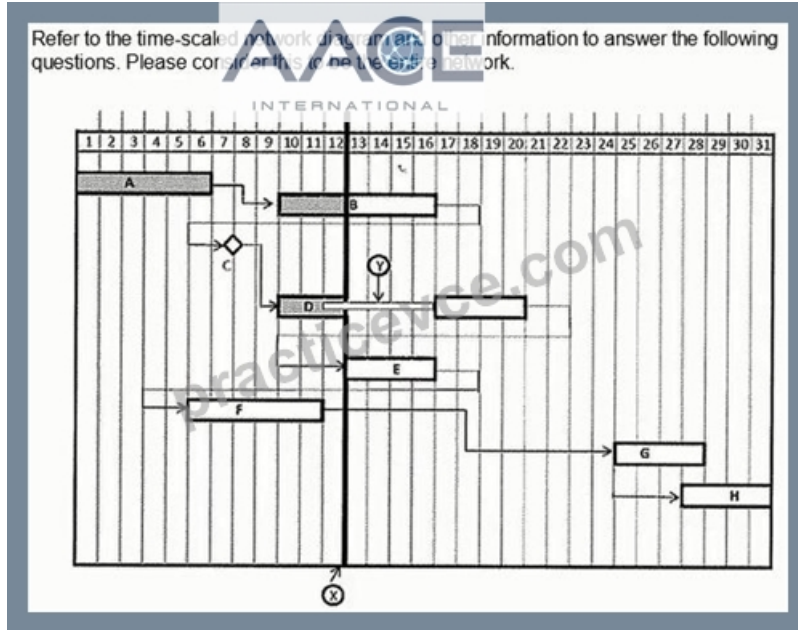 Refer to the time-scaled network diagram and other information to answer the following
questions. Please consider this to be the entire network.
AACE
INTERNATIONAL
1 2 3 4 5 6 7 8 9 10 11 12 13 14 15 16 17 18 19 20 21 22 23 24 25 26 27 28 29 30 31
A
B
C
Y
D
E
F
G
H
X
practicevce.com